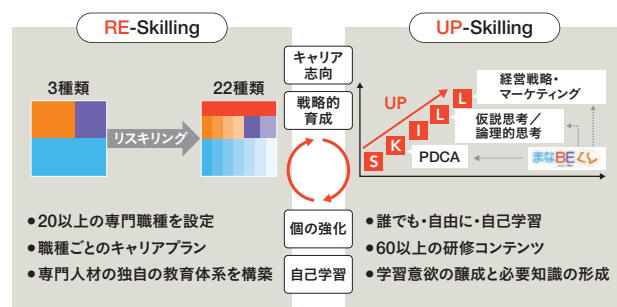 RE-Skilling
3種類
22種類
リスキリング
●20以上の専門職種を設定
●職種ごとのキャリアプラン
●専門人材の独自の教育体系を構築
キャリア
志向
戦略的
育成
個の強化
自己学習
UP-Skilling
UP
S
K
I
L
L
経営戦略・
マーケティング
仮説思考／
論理的思考
PDCA
まなBEくん
●誰でも・自由に・自己学習
●60以上の研修コンテンツ
●学習意欲の醸成と必要知識の形成